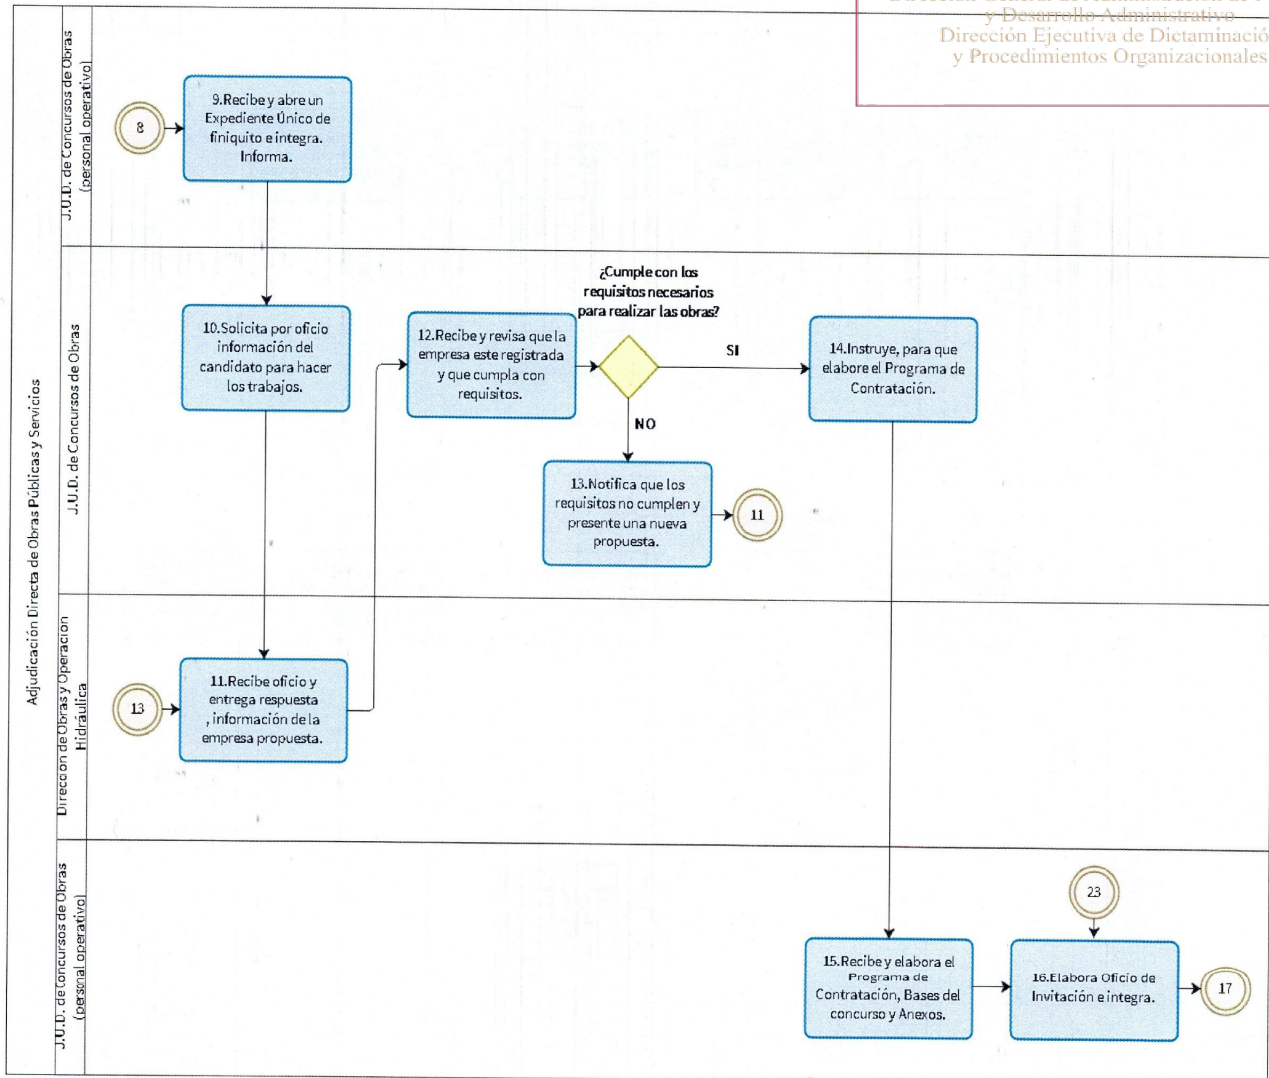 y Desarrollo Administrativo
Dirección Ejecutiva de Dictaminació
y Procedimientos Organizacionales
Adjudicación Directa de Obras Públicas y Servicios
J.U.D. de Concursos de Obras
(personal operativo)
8
9.Recibe y abre un
Expediente Único de
finiquito e integra.
Informa.
J.U.D. de Concursos de Obras
10.Solicita por oficio
información del
candidato para hacer
los trabajos.
12.Recibe y revisa que la
empresa este registrada
y que cumpla con
requisitos.
¿Cumple con los
requisitos necesarios
para realizar las obras?
SI
NO
14.Instruye, para que
elabore el Programa de
Contratación.
13.Notifica que los
requisitos no cumplen y
presente una nueva
propuesta.
11
Direccion de Obras y Operacion
Hidráulica
13
11.Recibe oficio y
entrega respuesta
, información de la
empresa propuesta.
J.U.D. de Concursos de Obras
(personal operativo)
23
15.Recibe y elabora el
Programa de
Contratación, Bases del
concurso y Anexos.
16.Elabora Oficio de
Invitación e integra.
17